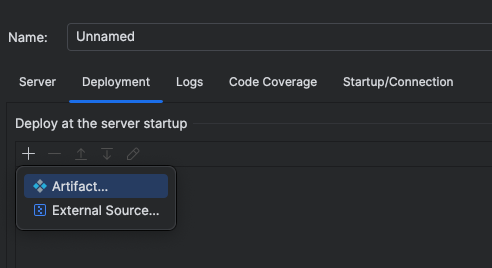 Name: Unnamed
Server Deployment Logs Code Coverage Startup/Connection
Deploy at the server startup
Artifact...
External Source...